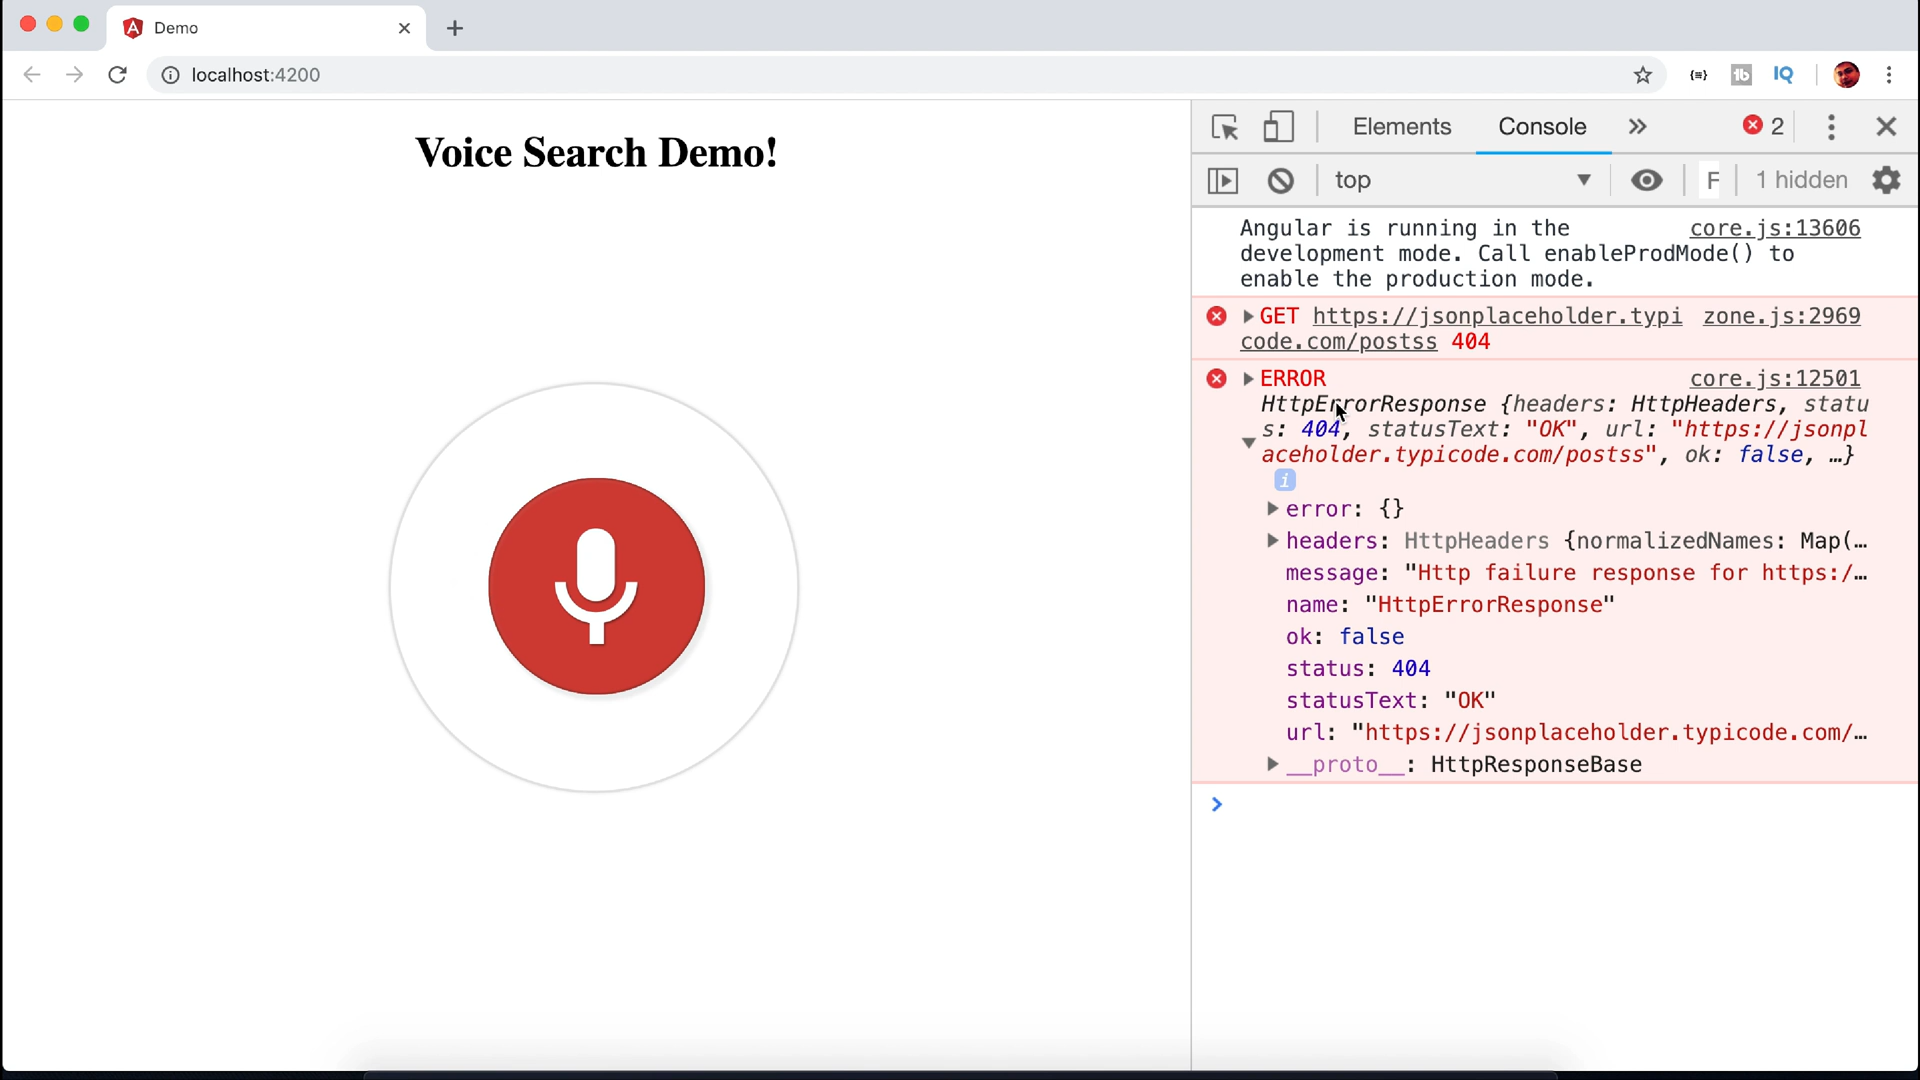 Demo
localhost:4200
Voice Search Demo!
Elements Console 2
top F 1 hidden
Angular is running in the core.js:13606
development mode. Call enableProdMode() to
enable the production mode.
GET https://jsonplaceholder.typi zone.js:2969
code.com/postss 404
ERROR core.js:12501
HttpErrorResponse {headers: HttpHeaders, statu
s: 404, statusText: "OK", url: "https://jsonpl
aceholder.typicode.com/postss", ok: false, …}
i
error: {}
headers: HttpHeaders {normalizedNames: Map(…
message: "Http failure response for https:/…
name: "HttpErrorResponse"
ok: false
status: 404
statusText: "OK"
url: "https://jsonplaceholder.typicode.com/…
__proto__: HttpResponseBase